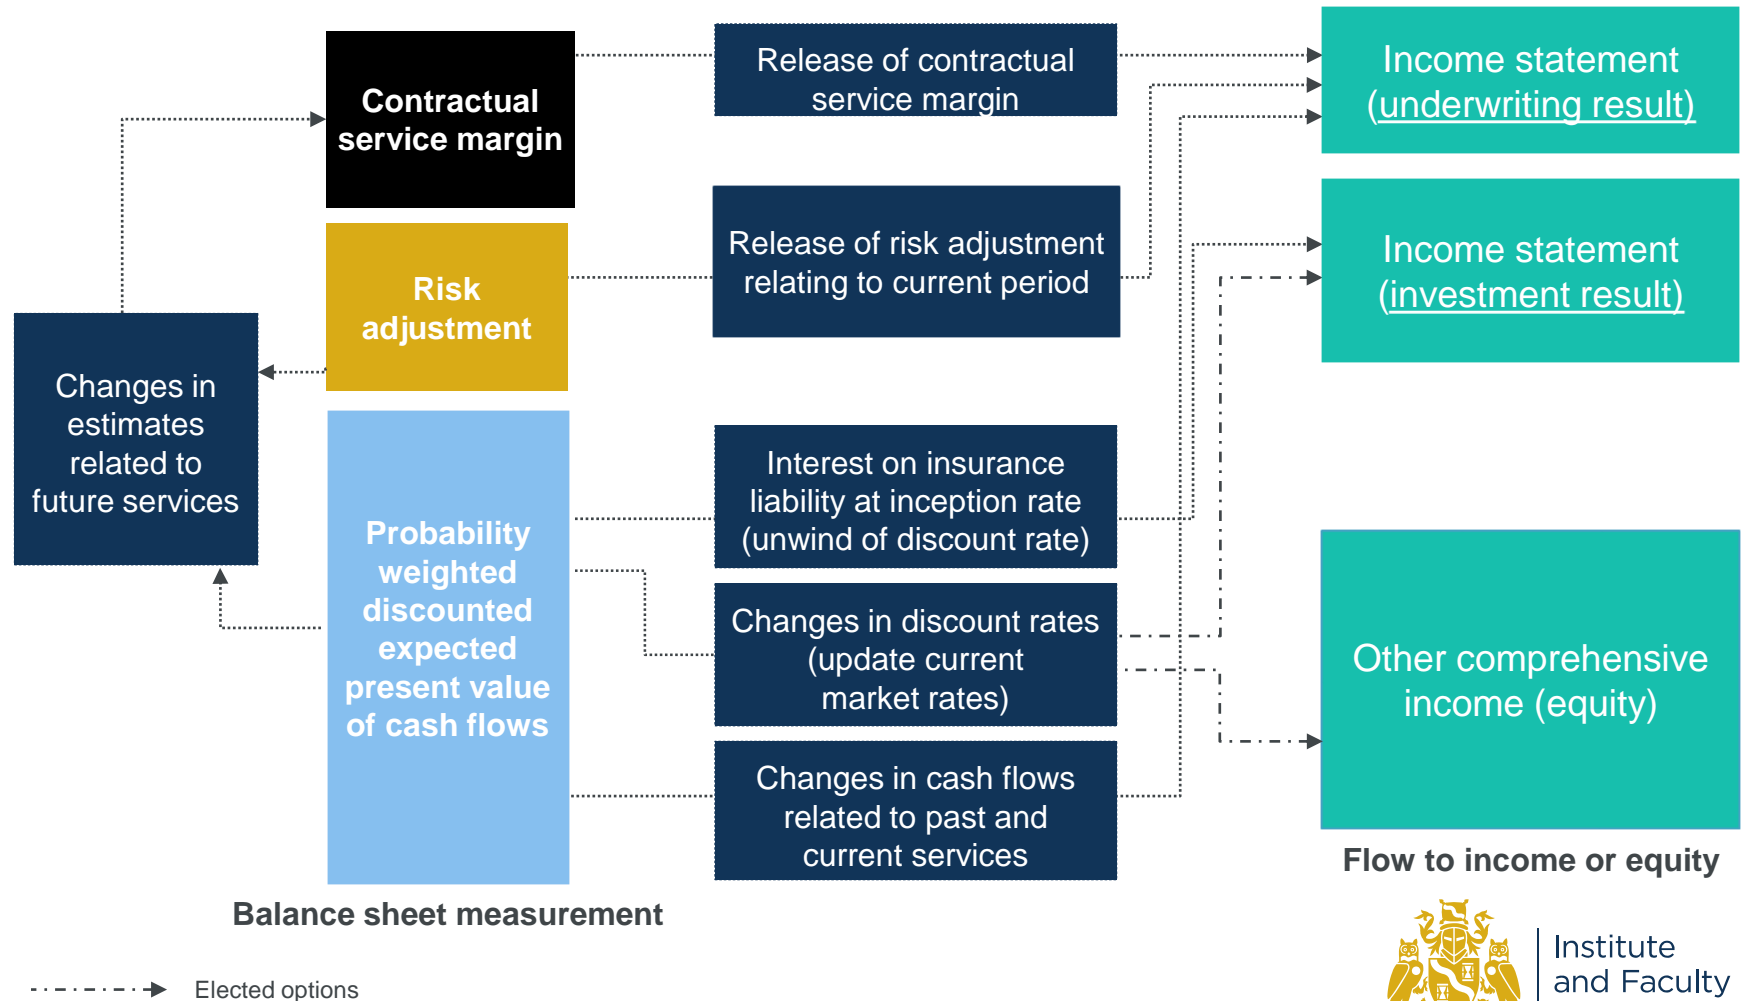 Contractual
service margin
Release of contractual
service margin
Income statement
(underwriting result)
Risk
adjustment
Release of risk adjustment
relating to current period
Income statement
(investment result)
Changes in
estimates
related to
future services
Probability
weighted
discounted
expected
present value
of cash flows
Interest on insurance
liability at inception rate
(unwind of discount rate)
Changes in discount rates
(update current
market rates)
Changes in cash flows
related to past and
current services
Other comprehensive
income (equity)
Flow to income or equity
Balance sheet measurement
Elected options
Institute
and Faculty